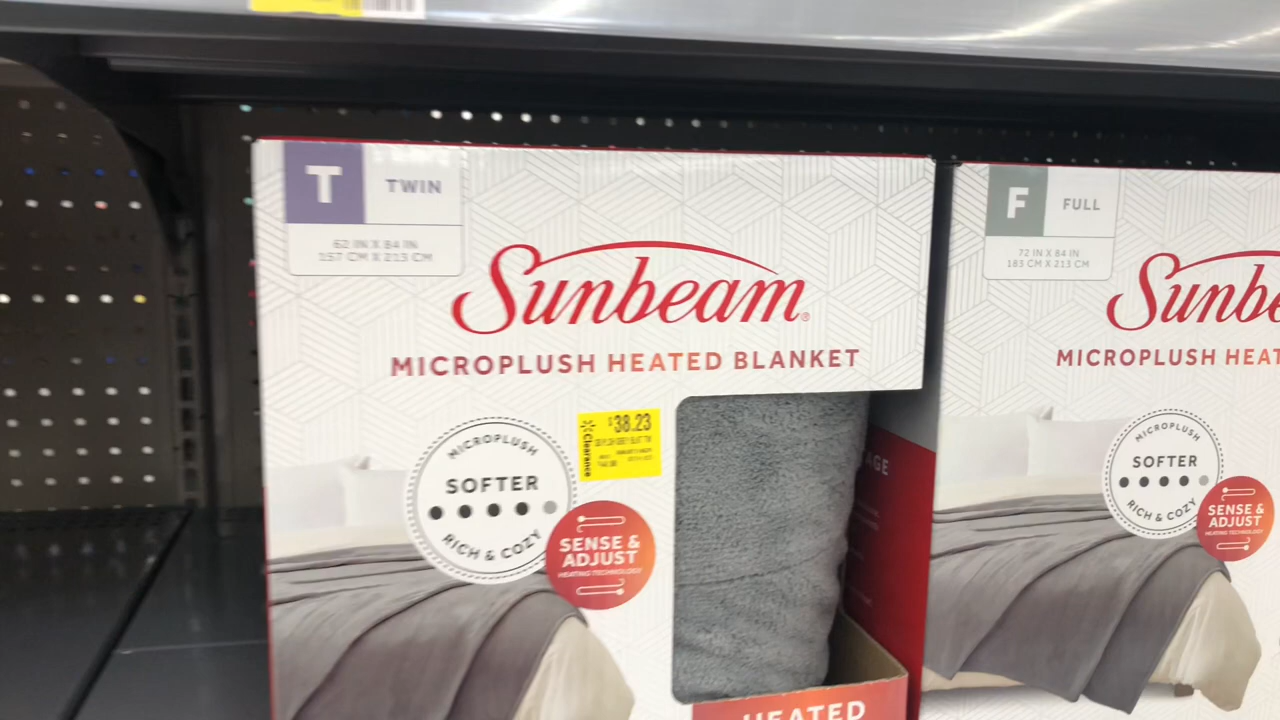 T TWIN
62 IN X 84 IN
157 CM X 213 CM
Sunbeam®
MICROPLUSH HEATED BLANKET
MICROPLUSH
SOFTER
RICH & COZY
$38.23
Clearance
SENSE &
ADJUST
HEATING TECHNOLOGY
HEATED
AGE
F FULL
72 IN X 84 IN
183 CM X 213 CM
Sunbe
MICROPLUSH HEAT
MICROPLUSH
SOFTER
RICH & COZY
SENSE &
ADJUST
HEATING TECHNOLOGY